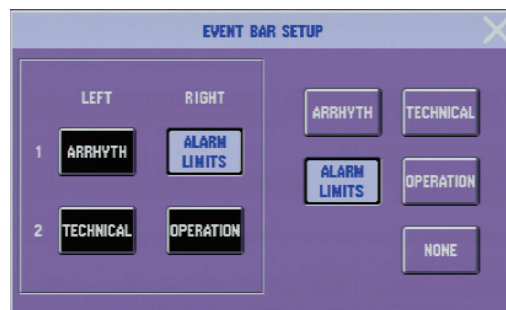 EVENT BAR SETUP
LEFT RIGHT
1 ARRHYTH ALARM
LIMITS
2 TECHNICAL OPERATION
ARRHYTH TECHNICAL
ALARM
LIMITS
OPERATION
NONE